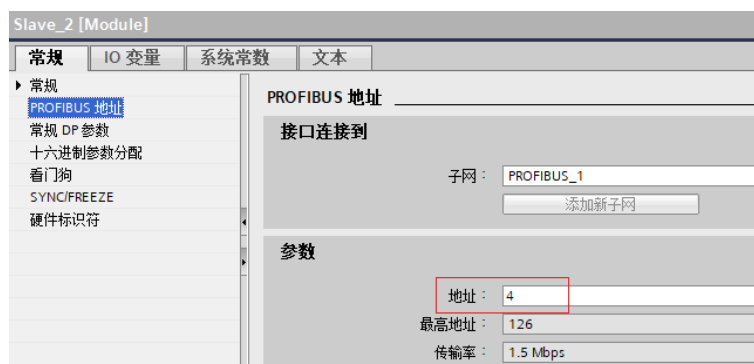 Slave_2 [Module]
常规 IO 变量 系统常数 文本
常规
PROFIBUS 地址
常规 DP 参数
十六进制参数分配
看门狗
SYNC/FREEZE
硬件标识符
PROFIBUS 地址
接口连接到
子网： PROFIBUS_1
添加新子网
参数
地址： 4
最高地址： 126
传输率： 1.5 Mbps